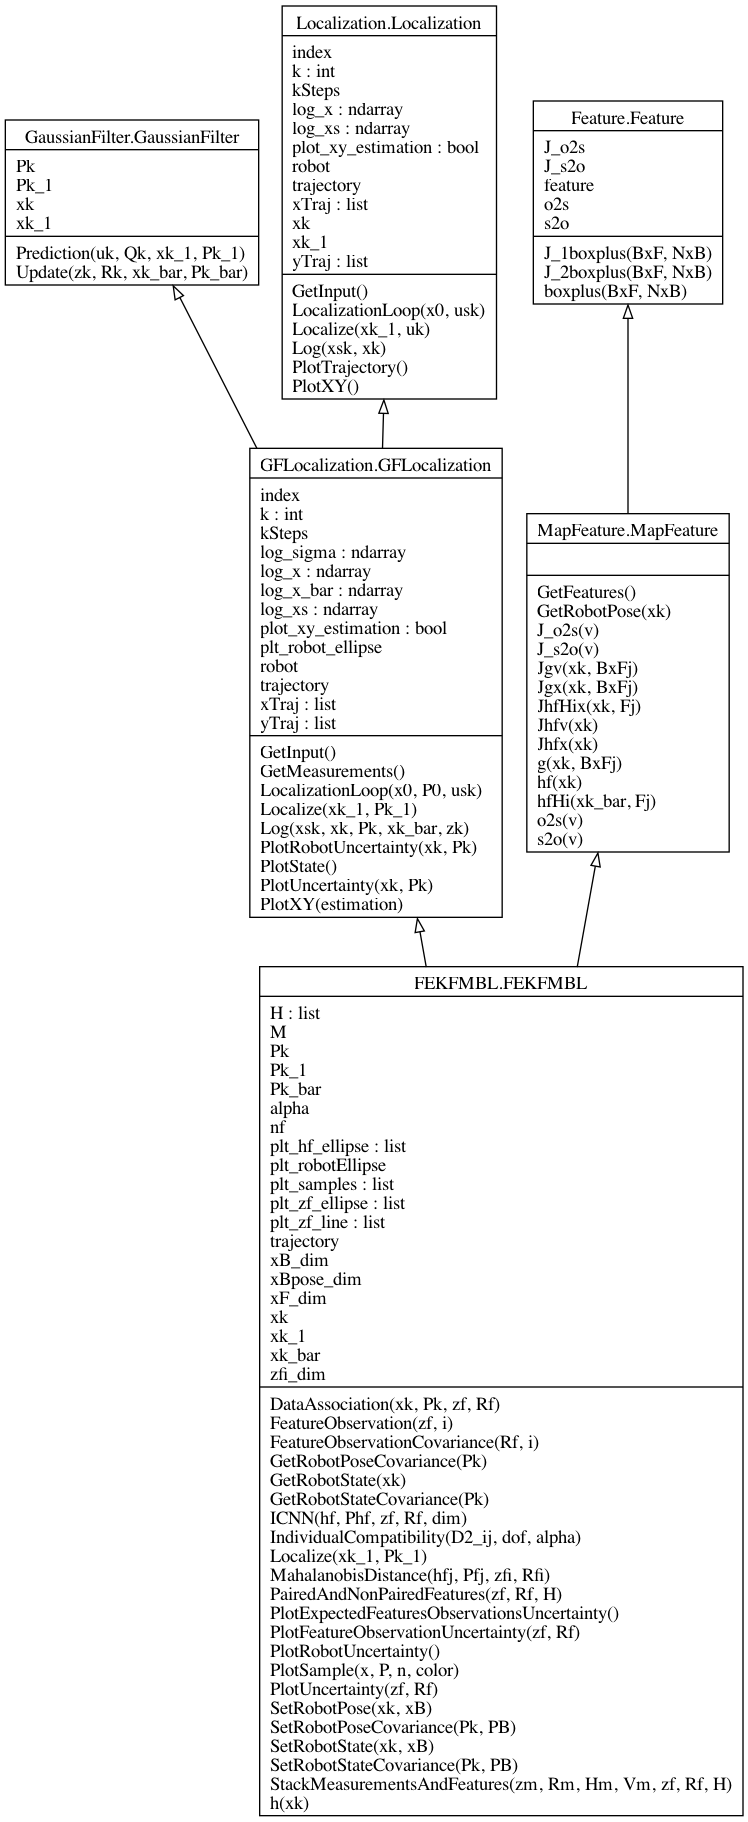 Localization.Localization
index
k : int
kSteps
log_x : ndarray
log_xs : ndarray
plot_xy_estimation : bool
robot
trajectory
xTraj : list
xk
xk_1
yTraj : list
GetInput()
LocalizationLoop(x0, usk)
Localize(xk_1, uk)
Log(xsk, xk)
PlotTrajectory()
PlotXY()
GaussianFilter.GaussianFilter
Pk
Pk_1
xk
xk_1
Prediction(uk, Qk, xk_1, Pk_1)
Update(zk, Rk, xk_bar, Pk_bar)
Feature.Feature
J_o2s
J_s2o
feature
o2s
s2o
J_1boxplus(BxF, NxB)
J_2boxplus(BxF, NxB)
boxplus(BxF, NxB)
GFLocalization.GFLocalization
index
k : int
kSteps
log_sigma : ndarray
log_x : ndarray
log_x_bar : ndarray
log_xs : ndarray
plot_xy_estimation : bool
plt_robot_ellipse
robot
trajectory
xTraj : list
yTraj : list
GetInput()
GetMeasurements()
LocalizationLoop(x0, P0, usk)
Localize(xk_1, Pk_1)
Log(xsk, xk, Pk, xk_bar, zk)
PlotRobotUncertainty(xk, Pk)
PlotState()
PlotUncertainty(xk, Pk)
PlotXY(estimation)
MapFeature.MapFeature
GetFeatures()
GetRobotPose(xk)
J_o2s(v)
J_s2o(v)
Jgv(xk, BxFj)
Jgx(xk, BxFj)
JhfHix(xk, Fj)
Jhfv(xk)
Jhfx(xk)
g(xk, BxFj)
hf(xk)
hfHi(xk_bar, Fj)
o2s(v)
s2o(v)
FEKFMBL.FEKFMBL
H : list
M
Pk
Pk_1
Pk_bar
alpha
nf
plt_hf_ellipse : list
plt_robotEllipse
plt_samples : list
plt_zf_ellipse : list
plt_zf_line : list
trajectory
xB_dim
xBpose_dim
xF_dim
xk
xk_1
xk_bar
zfi_dim
DataAssociation(xk, Pk, zf, Rf)
FeatureObservation(zf, i)
FeatureObservationCovariance(Rf, i)
GetRobotPoseCovariance(Pk)
GetRobotState(xk)
GetRobotStateCovariance(Pk)
ICNN(hf, Phf, zf, Rf, dim)
IndividualCompatibility(D2_ij, dof, alpha)
Localize(xk_1, Pk_1)
MahalanobisDistance(hfj, Pfj, zfi, Rfi)
PairedAndNonPairedFeatures(zf, Rf, H)
PlotExpectedFeaturesObservationsUncertainty()
PlotFeatureObservationUncertainty(zf, Rf)
PlotRobotUncertainty()
PlotSample(x, P, n, color)
PlotUncertainty(zf, Rf)
SetRobotPose(xk, xB)
SetRobotPoseCovariance(Pk, PB)
SetRobotState(xk, xB)
SetRobotStateCovariance(Pk, PB)
StackMeasurementsAndFeatures(zm, Rm, Hm, Vm, zf, Rf, H)
h(xk)